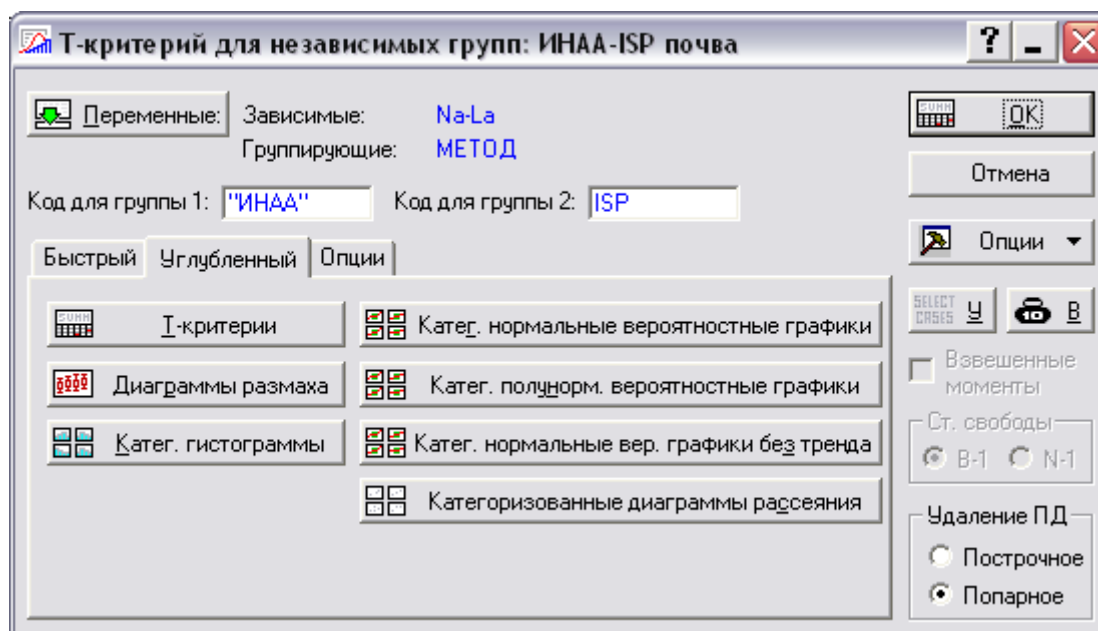 Т-критерий для независимых групп: ИНАА-ISP почва
Переменные: Зависимые: Na-La
Группирующие: МЕТОД
Код для группы 1: "ИНАА" Код для группы 2: ISP
Быстрый Углубленный Опции
Т-критерии
Диаграммы размаха
Катег. гистограммы
Катег. нормальные вероятностные графики
Катег. полунорм. вероятностные графики
Катег. нормальные вер. графики без тренда
Категоризованные диаграммы рассеяния
OK
Отмена
Опции
SELECT CASES У В
Взвешенные
моменты
Ст. свободы
В-1 N-1
Удаление ПД
Построчное
Попарное